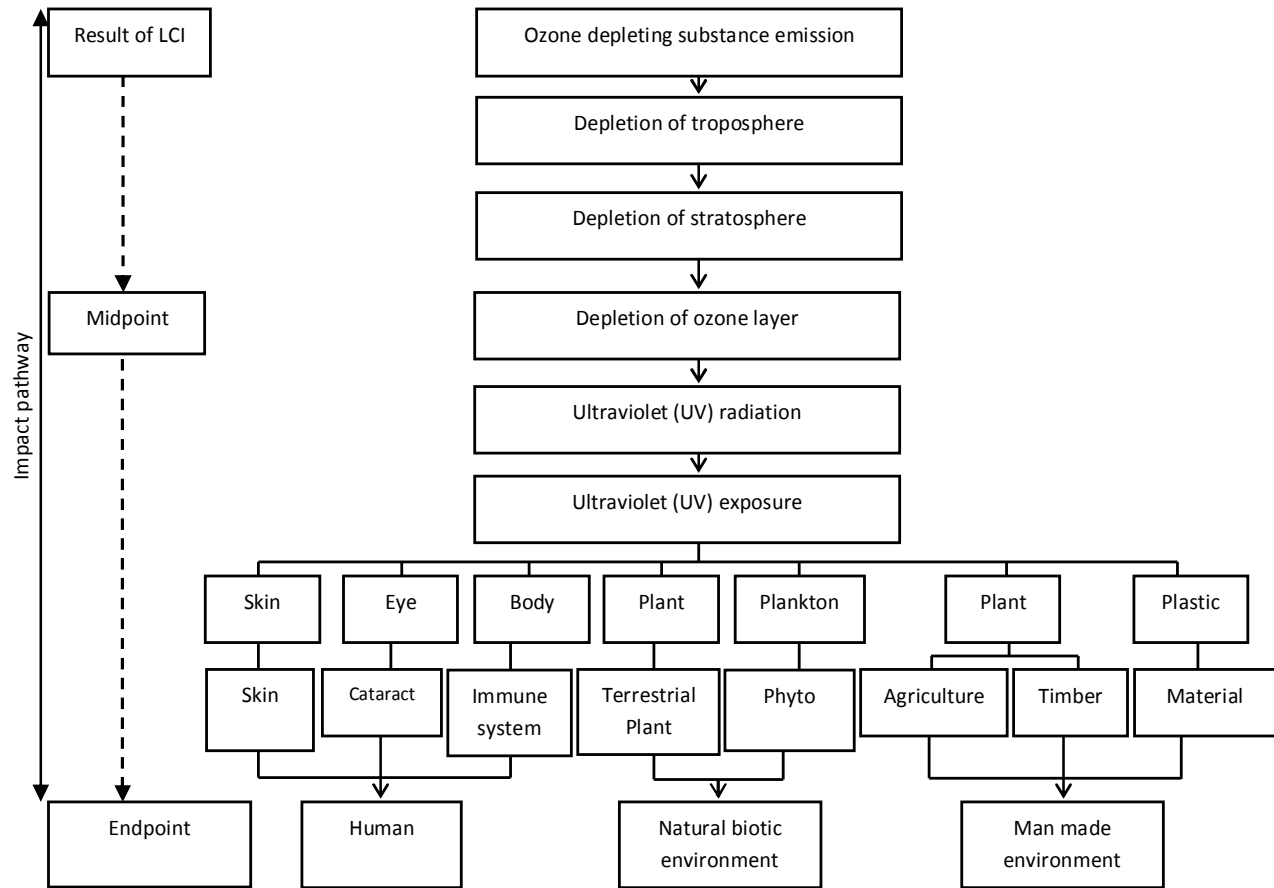 Result of LCI
Ozone depleting substance emission
Depletion of troposphere
Depletion of stratosphere
Midpoint
Depletion of ozone layer
Impact pathway
Ultraviolet (UV) radiation
Ultraviolet (UV) exposure
Skin
Eye
Body
Plant
Plankton
Plant
Plastic
Skin
Cataract
Immune
system
Terrestrial
Plant
Phyto
Agriculture
Timber
Material
Endpoint
Human
Natural biotic
environment
Man made
environment